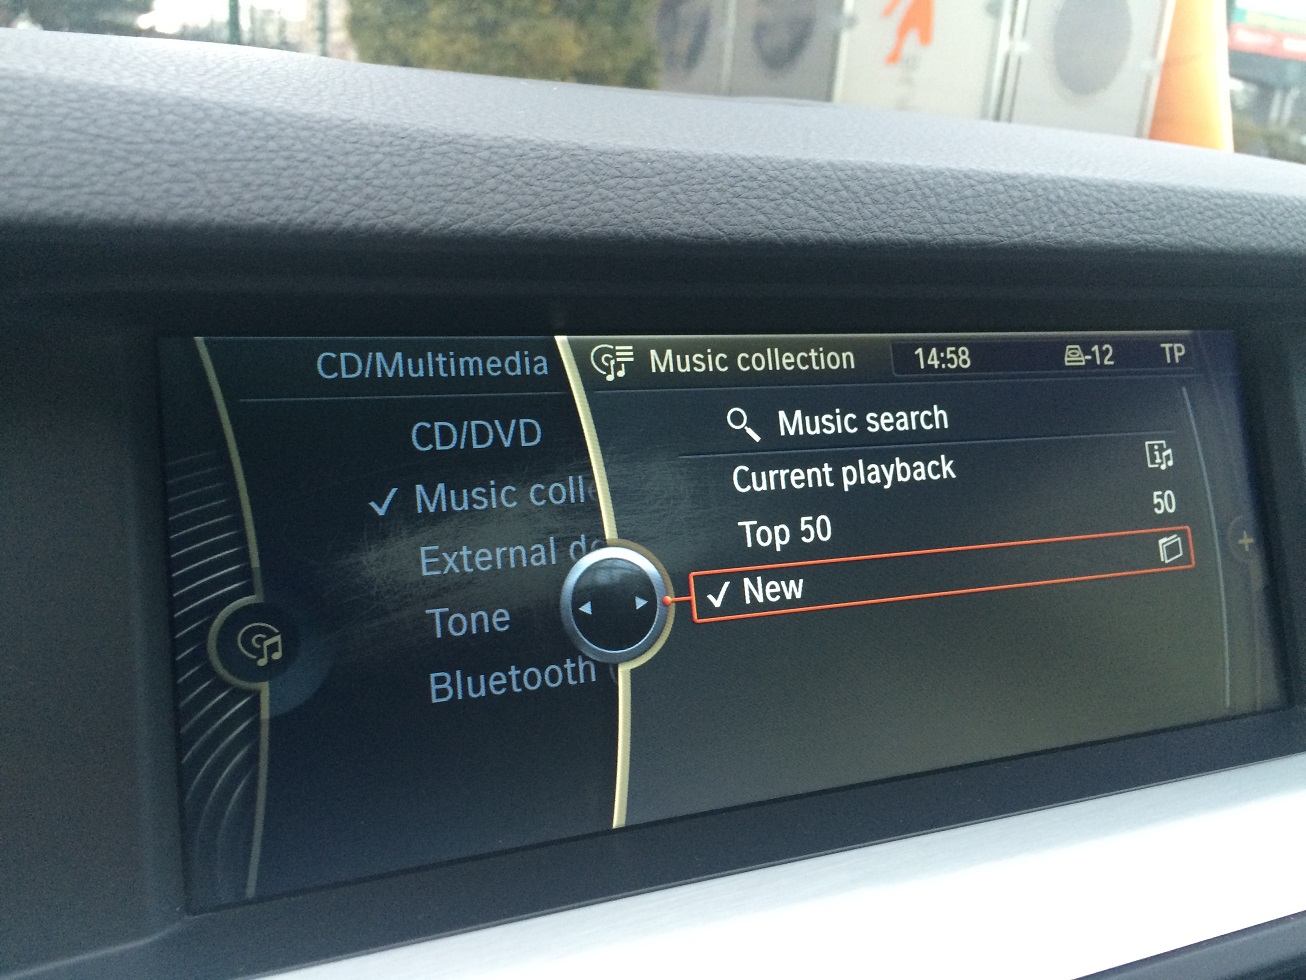 CD/Multimedia
CD/DVD
✓ Music coll
External de
Tone
Bluetooth
Music collection 14:58 -12 TP
Music search
Current playback
Top 50 50
✓ New